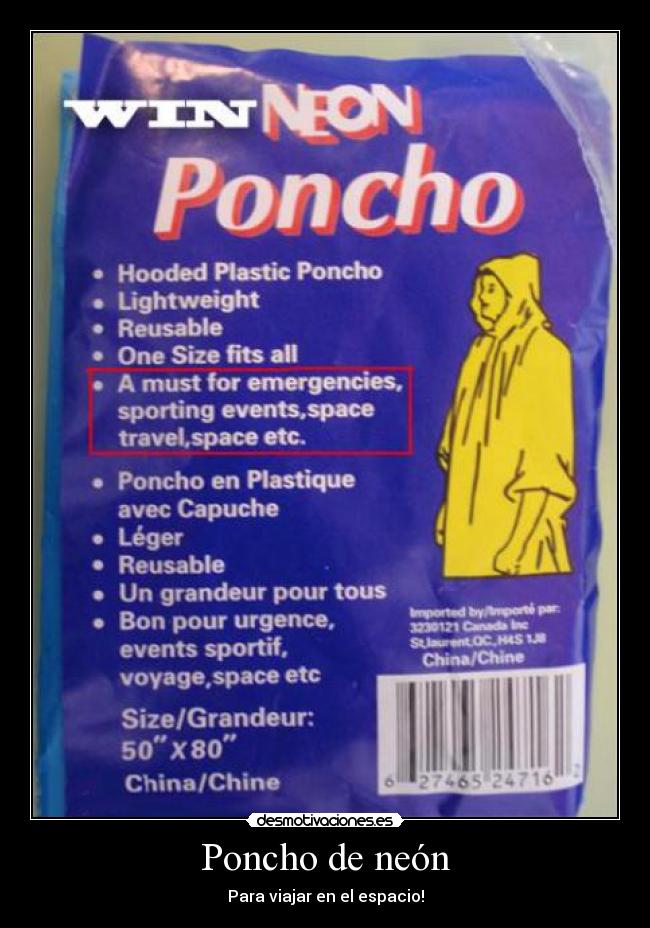 WIN NEON
Poncho
• Hooded Plastic Poncho
• Lightweight
• Reusable
• One Size fits all
• A must for emergencies,
sporting events,space
travel,space etc.
• Poncho en Plastique
avec Capuche
• Léger
• Reusable
• Un grandeur pour tous
• Bon pour urgence,
events sportif,
voyage,space etc
Size/Grandeur:
50" X 80"
China/Chine
Imported by/Importé par:
3230121 Canada Inc
St,laurent,QC.,H4S 1J8
China/Chine
6 27465 24716 2
desmotivaciones.es
Poncho de neón
Para viajar en el espacio!